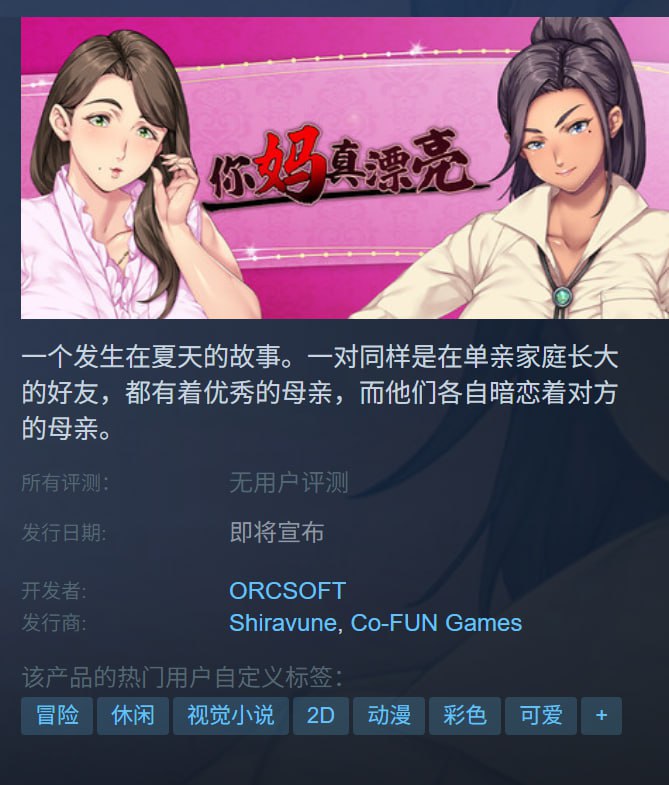 你妈真漂亮
一个发生在夏天的故事。一对同样是在单亲家庭长大
的好友，都有着优秀的母亲，而他们各自暗恋着对方
的母亲。
所有评测： 无用户评测
发行日期: 即将宣布
开发者: ORCSOFT
发行商: Shiravune, Co-FUN Games
该产品的热门用户自定义标签：
冒险 休闲 视觉小说 2D 动漫 彩色 可爱 +